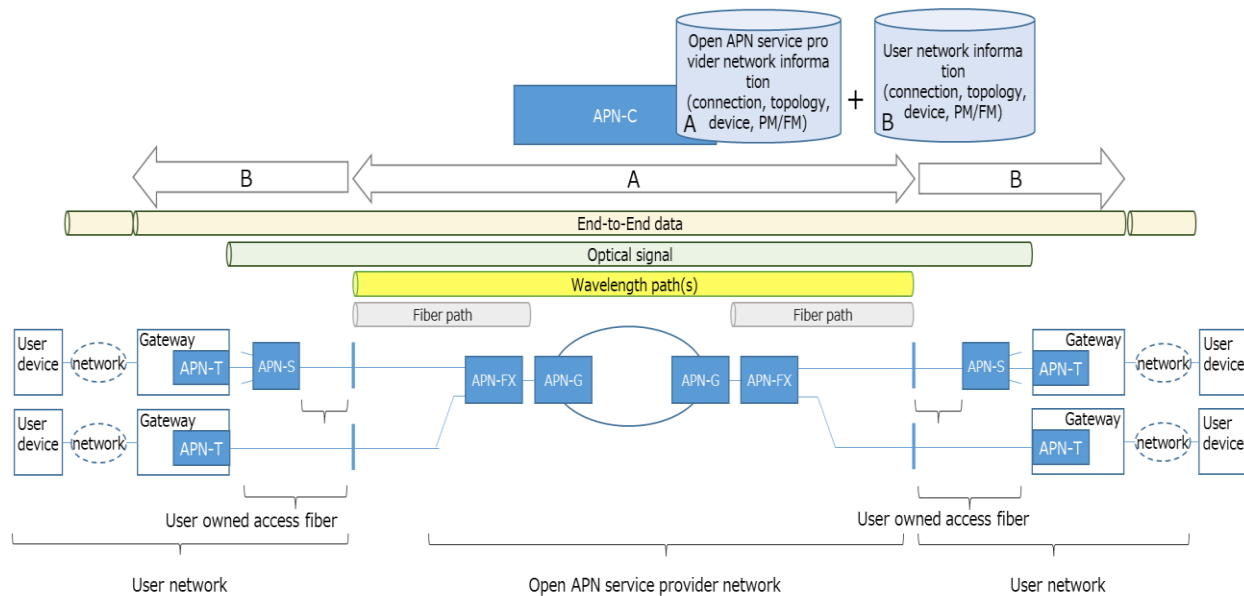 Open APN service pro
vider network informa
tion
(connection, topology,
device, PM/FM)
A
+
User network informa
tion
(connection, topology,
device, PM/FM)
B
APN-C
B
A
B
End-to-End data
Optical signal
Wavelength path(s)
Fiber path
Fiber path
User
device
network
Gateway
APN-T
APN-S
APN-FX
APN-G
APN-G
APN-FX
APN-S
Gateway
APN-T
network
User
device
User
device
network
Gateway
APN-T
Gateway
APN-T
network
User
device
User owned access fiber
User owned access fiber
User network
Open APN service provider network
User network